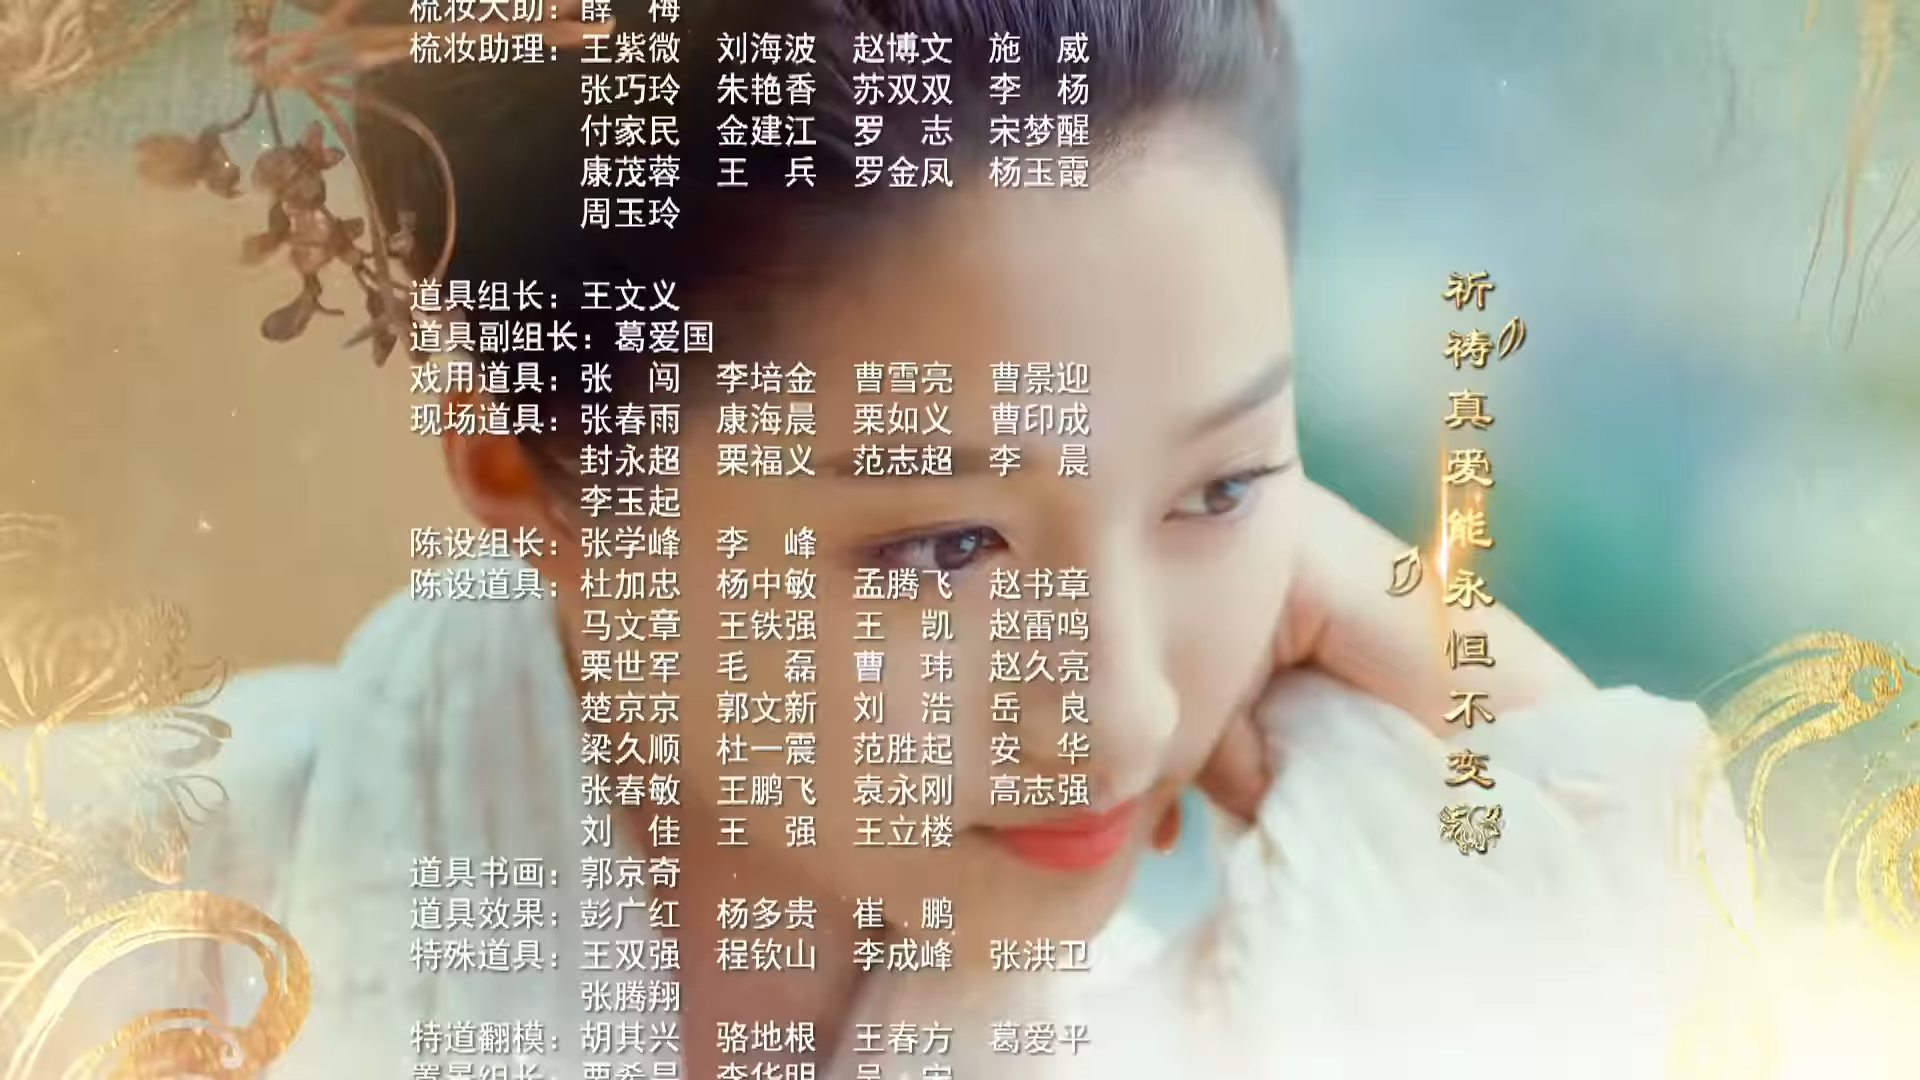 梳妆大助：薛　梅
梳妆助理：王紫微　刘海波　赵博文　施　威
张巧玲　朱艳香　苏双双　李　杨
付家民　金建江　罗　志　宋梦醒
康茂蓉　王　兵　罗金凤　杨玉霞
周玉玲
道具组长：王文义
道具副组长：葛爱国
戏用道具：张　闯　李培金　曹雪亮　曹景迎
现场道具：张春雨　康海晨　栗如义　曹印成
封永超　栗福义　范志超　李　晨
李玉起
陈设组长：张学峰　李　峰
陈设道具：杜加忠　杨中敏　孟腾飞　赵书章
马文章　王铁强　王　凯　赵雷鸣
栗世军　毛　磊　曹　玮　赵久亮
楚京京　郭文新　刘　浩　岳　良
梁久顺　杜一震　范胜起　安　华
张春敏　王鹏飞　袁永刚　高志强
刘　佳　王　强　王立楼
道具书画：郭京奇
道具效果：彭广红　杨多贵　崔　鹏
特殊道具：王双强　程钦山　李成峰　张洪卫
张腾翔
特道翻模：胡其兴　骆地根　王春方　葛爱平
祈祷真爱能永恒不变